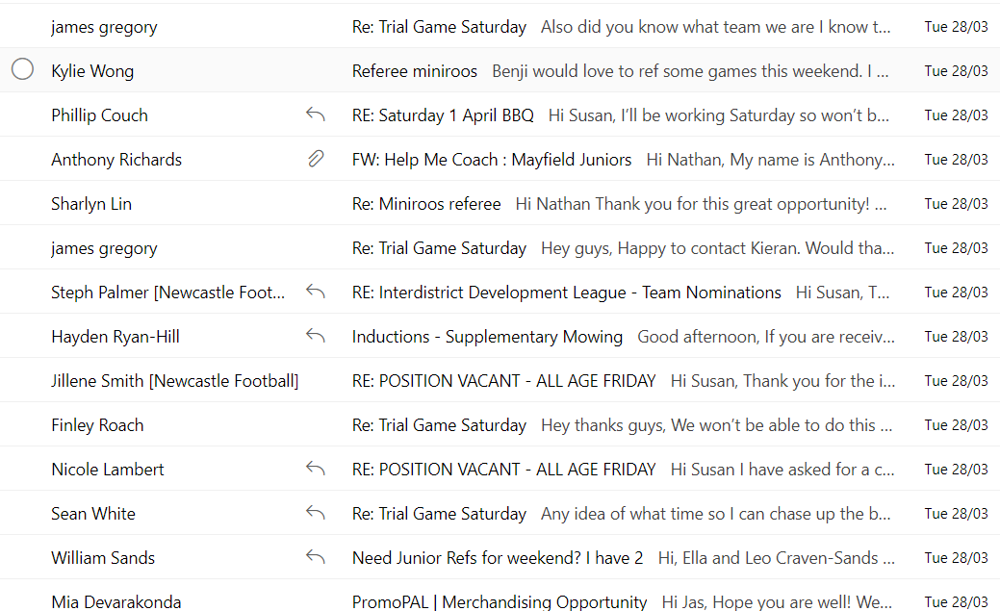 james gregory Re: Trial Game Saturday Also did you know what team we are I know t... Tue 28/03
Kylie Wong Referee miniroos Benji would love to ref some games this weekend. I ... Tue 28/03
Phillip Couch RE: Saturday 1 April BBQ Hi Susan, I’ll be working Saturday so won’t b... Tue 28/03
Anthony Richards FW: Help Me Coach : Mayfield Juniors Hi Nathan, My name is Anthony... Tue 28/03
Sharlyn Lin Re: Miniroos referee Hi Nathan Thank you for this great opportunity! ... Tue 28/03
james gregory Re: Trial Game Saturday Hey guys, Happy to contact Kieran. Would tha... Tue 28/03
Steph Palmer [Newcastle Foot... RE: Interdistrict Development League - Team Nominations Hi Susan, T... Tue 28/03
Hayden Ryan-Hill Inductions - Supplementary Mowing Good afternoon, If you are receiv... Tue 28/03
Jillene Smith [Newcastle Football] RE: POSITION VACANT - ALL AGE FRIDAY Hi Susan, Thank you for the i... Tue 28/03
Finley Roach Re: Trial Game Saturday Hey thanks guys, We won’t be able to do this ... Tue 28/03
Nicole Lambert RE: POSITION VACANT - ALL AGE FRIDAY Hi Susan I have asked for a c... Tue 28/03
Sean White Re: Trial Game Saturday Any idea of what time so I can chase up the b... Tue 28/03
William Sands Need Junior Refs for weekend? I have 2 Hi, Ella and Leo Craven-Sands ... Tue 28/03
Mia Devarakonda PromoPAL | Merchandising Opportunity Hi Jas, Hope you are well! We... Tue 28/03